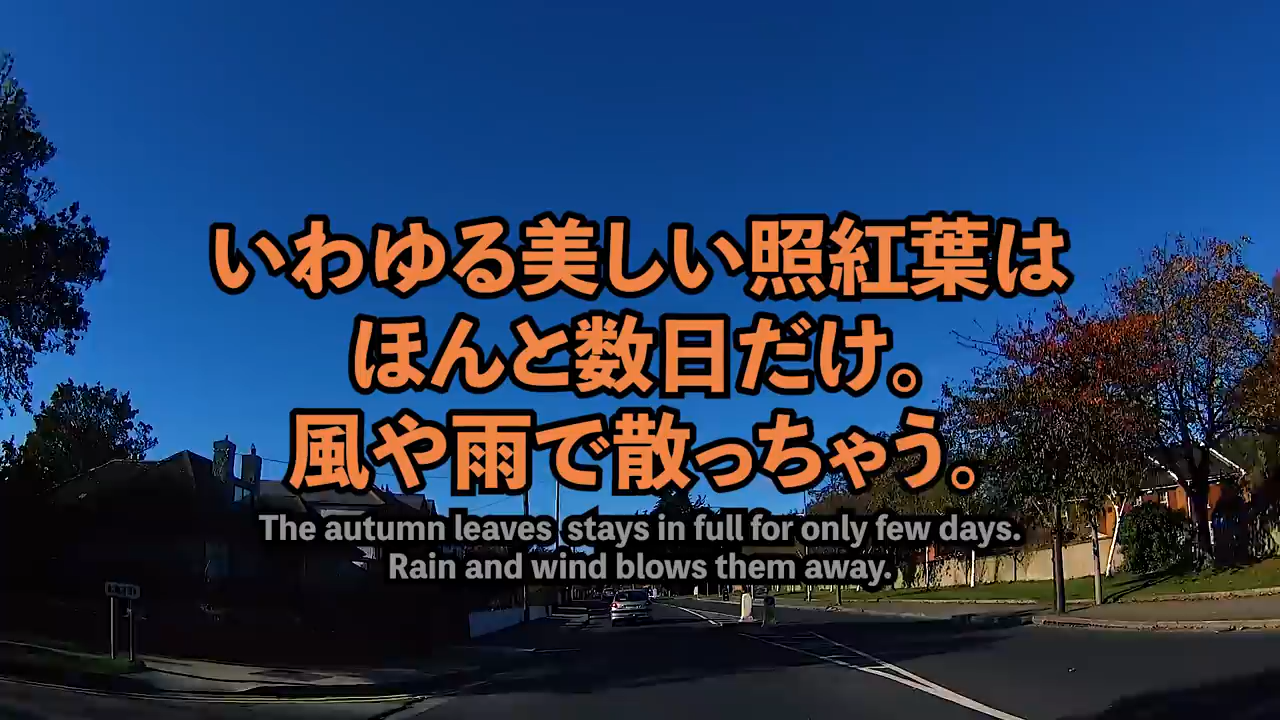 いわゆる美しい照紅葉は
ほんと数日だけ。
風や雨で散っちゃう。
The autumn leaves  stays in full for only few days.
Rain and wind blows them away.